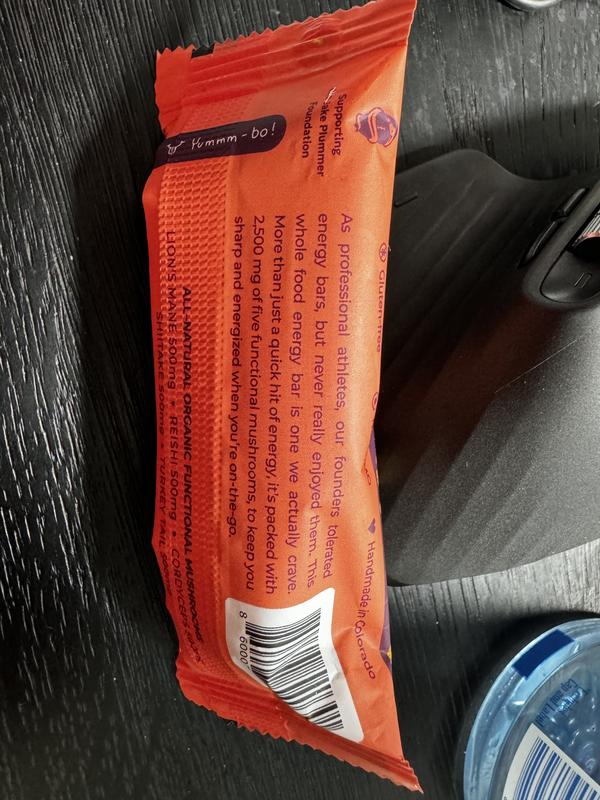 Gluten-free
Handmade in Colorado
Supporting
Plummer
Foundation
As professional athletes, our founders tolerated
energy bars, but never really enjoyed them. This
whole food energy bar is one we actually crave.
More than just a quick hit of energy, it's packed with
2,500 mg of five functional mushrooms, to keep you
sharp and energized when you're on-the-go.
Yummm-bo!
ALL-NATURAL ORGANIC FUNCTIONAL MUSHROOMS
LION'S MANE 500mg • REISHI 500mg • CORDYCEPS 500mg
SHIITAKE 500mg • TURKEY TAIL 500mg
8 6000